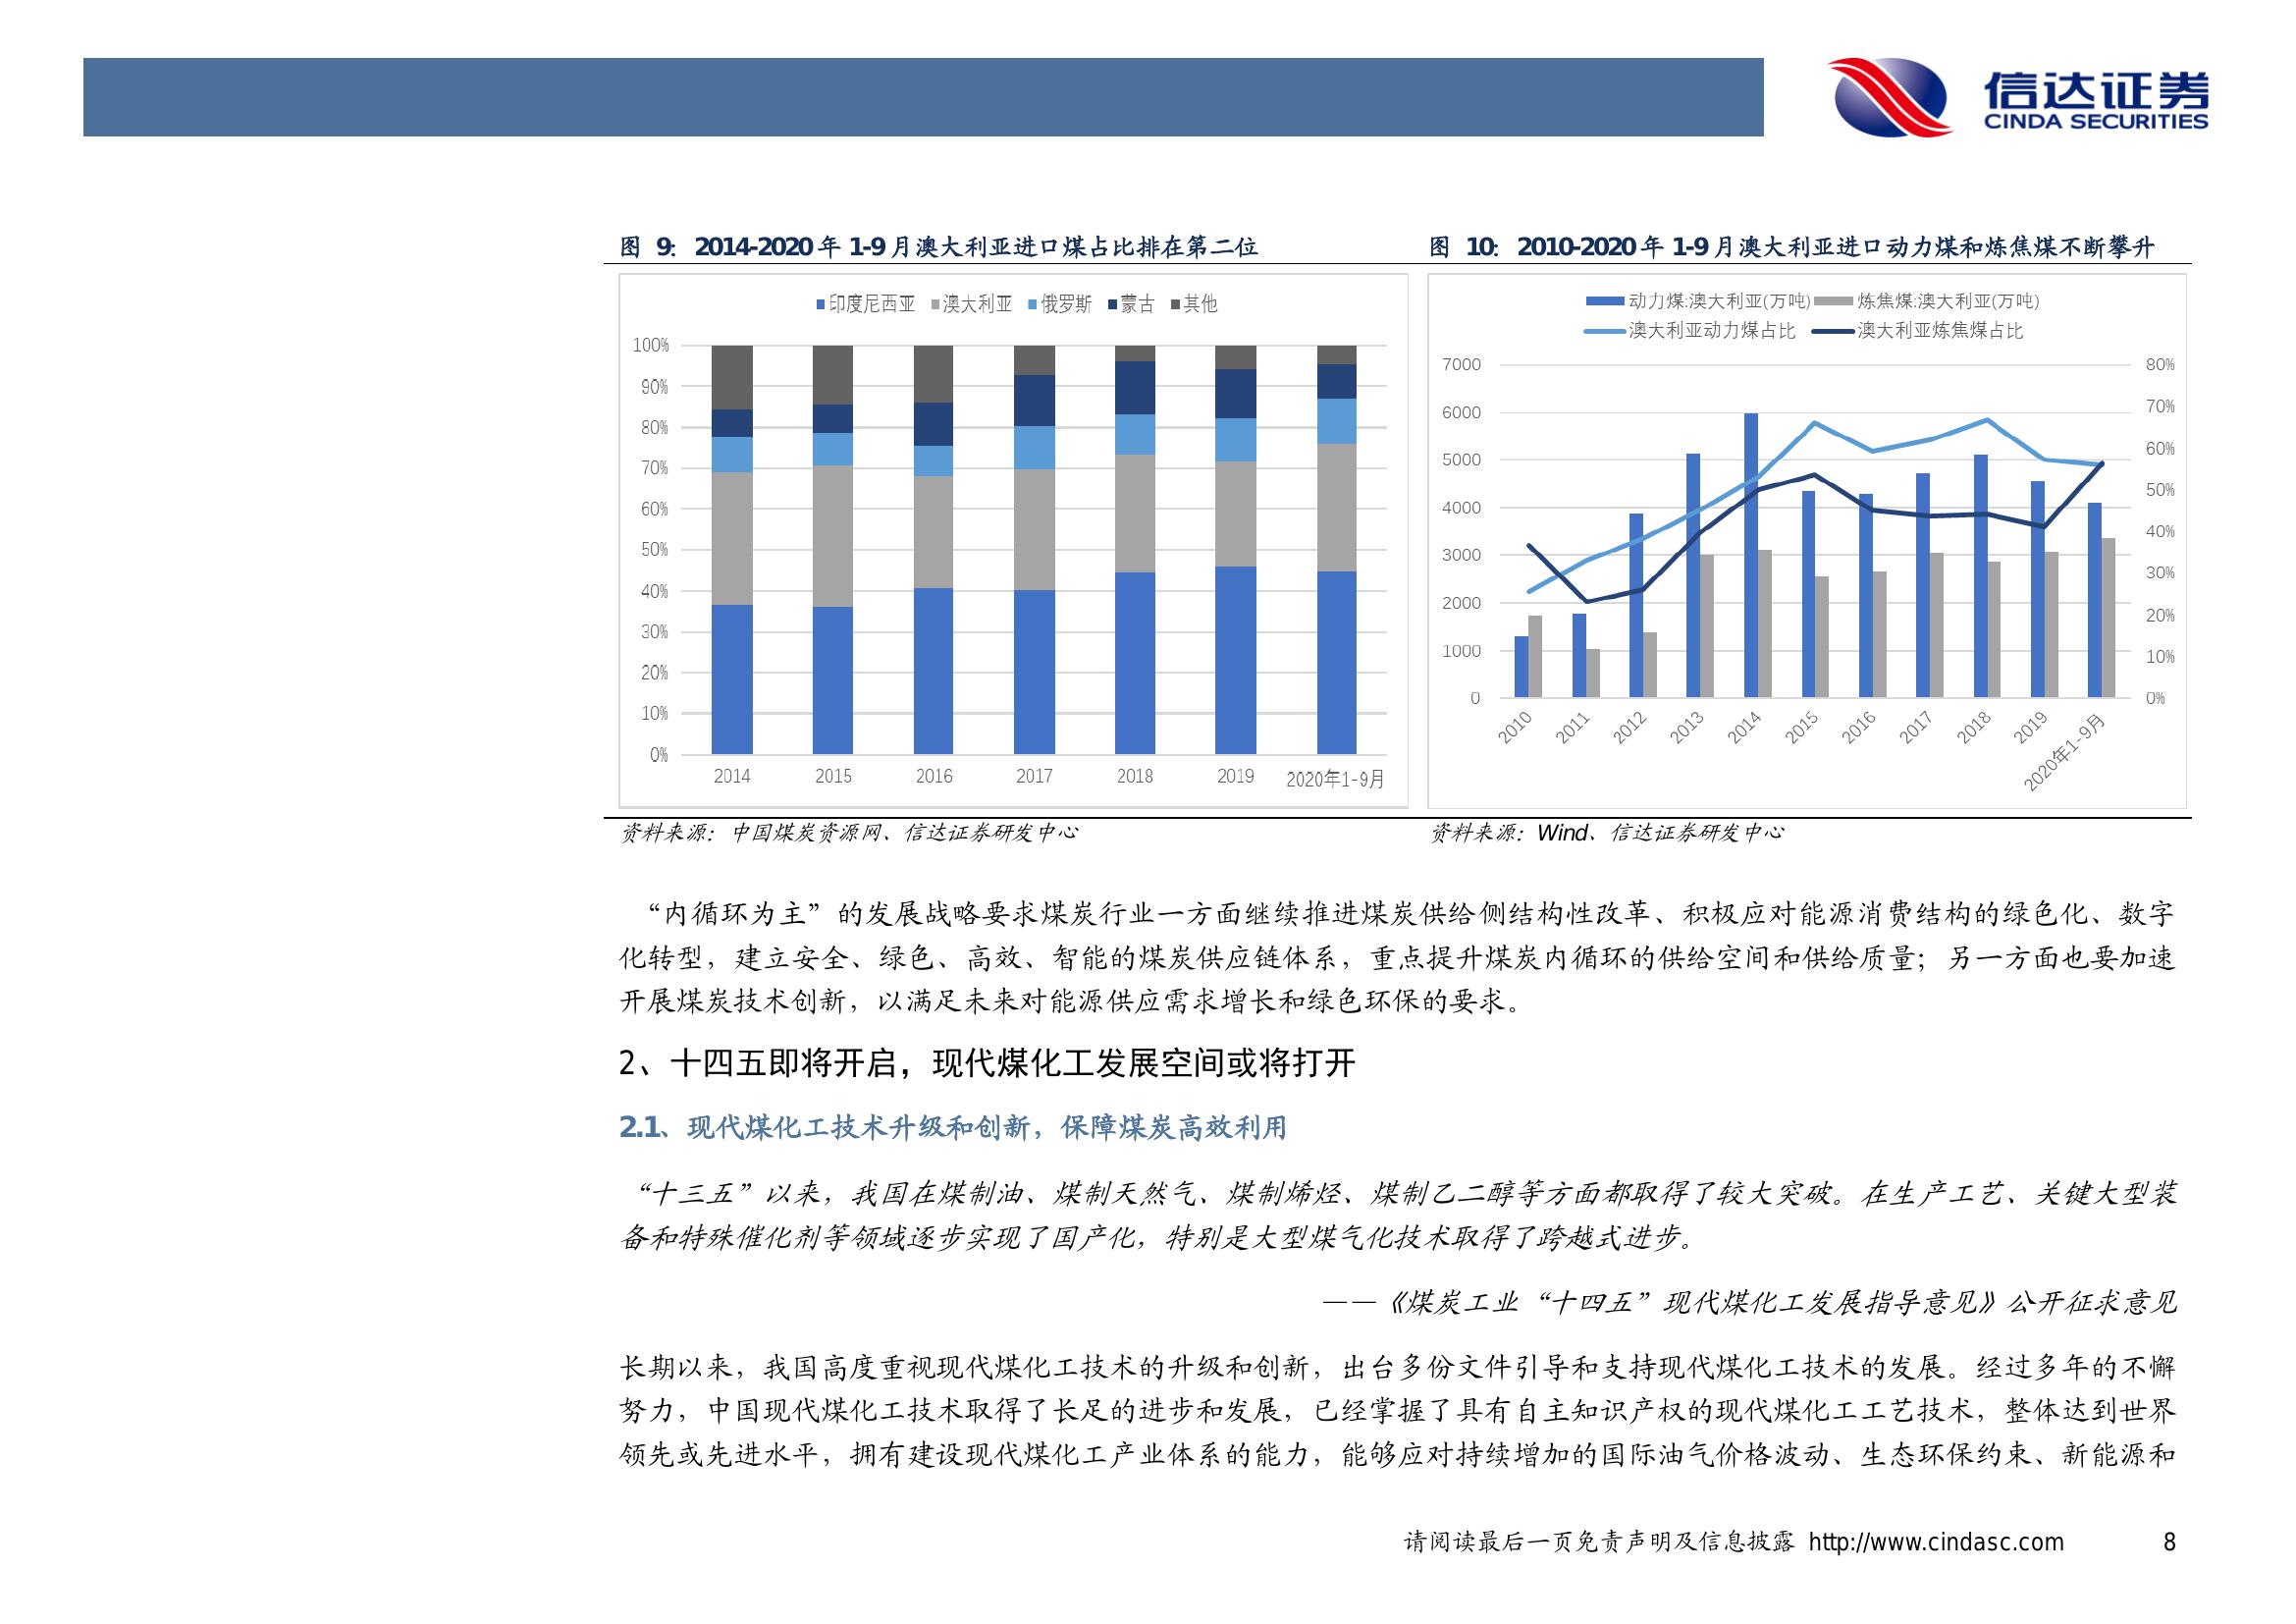 信达证券
CINDA SECURITIES
图 9: 2014-2020 年 1-9 月澳大利亚进口煤占比排在第二位
印度尼西亚 澳大利亚 俄罗斯 蒙古 其他
100%
90%
80%
70%
60%
50%
40%
30%
20%
10%
0%
2014 2015 2016 2017 2018 2019 2020年1-9月
资料来源：中国煤炭资源网、信达证券研发中心
图 10: 2010-2020 年 1-9 月澳大利亚进口动力煤和炼焦煤不断攀升
动力煤:澳大利亚(万吨) 炼焦煤:澳大利亚(万吨)
澳大利亚动力煤占比 澳大利亚炼焦煤占比
7000 80%
6000 70%
5000 60%
4000 50%
3000 40%
2000 30%
1000 20%
0 10%
0%
2010 2011 2012 2013 2014 2015 2016 2017 2018 2019 2020年1-9月
资料来源：Wind、信达证券研发中心
“内循环为主”的发展战略要求煤炭行业一方面继续推进煤炭供给侧结构性改革、积极应对能源消费结构的绿色化、数字
化转型，建立安全、绿色、高效、智能的煤炭供应链体系，重点提升煤炭内循环的供给空间和供给质量；另一方面也要加速
开展煤炭技术创新，以满足未来对能源供应需求增长和绿色环保的要求。
2、十四五即将开启，现代煤化工发展空间或将打开
2.1、现代煤化工技术升级和创新，保障煤炭高效利用
“十三五”以来，我国在煤制油、煤制天然气、煤制烯烃、煤制乙二醇等方面都取得了较大突破。在生产工艺、关键大型装
备和特殊催化剂等领域逐步实现了国产化，特别是大型煤气化技术取得了跨越式进步。
——《煤炭工业“十四五”现代煤化工发展指导意见》公开征求意见
长期以来，我国高度重视现代煤化工技术的升级和创新，出台多份文件引导和支持现代煤化工技术的发展。经过多年的不懈
努力，中国现代煤化工技术取得了长足的进步和发展，已经掌握了具有自主知识产权的现代煤化工工艺技术，整体达到世界
领先或先进水平，拥有建设现代煤化工产业体系的能力，能够应对持续增加的国际油气价格波动、生态环保约束、新能源和
请阅读最后一页免责声明及信息披露 http://www.cindasc.com 8